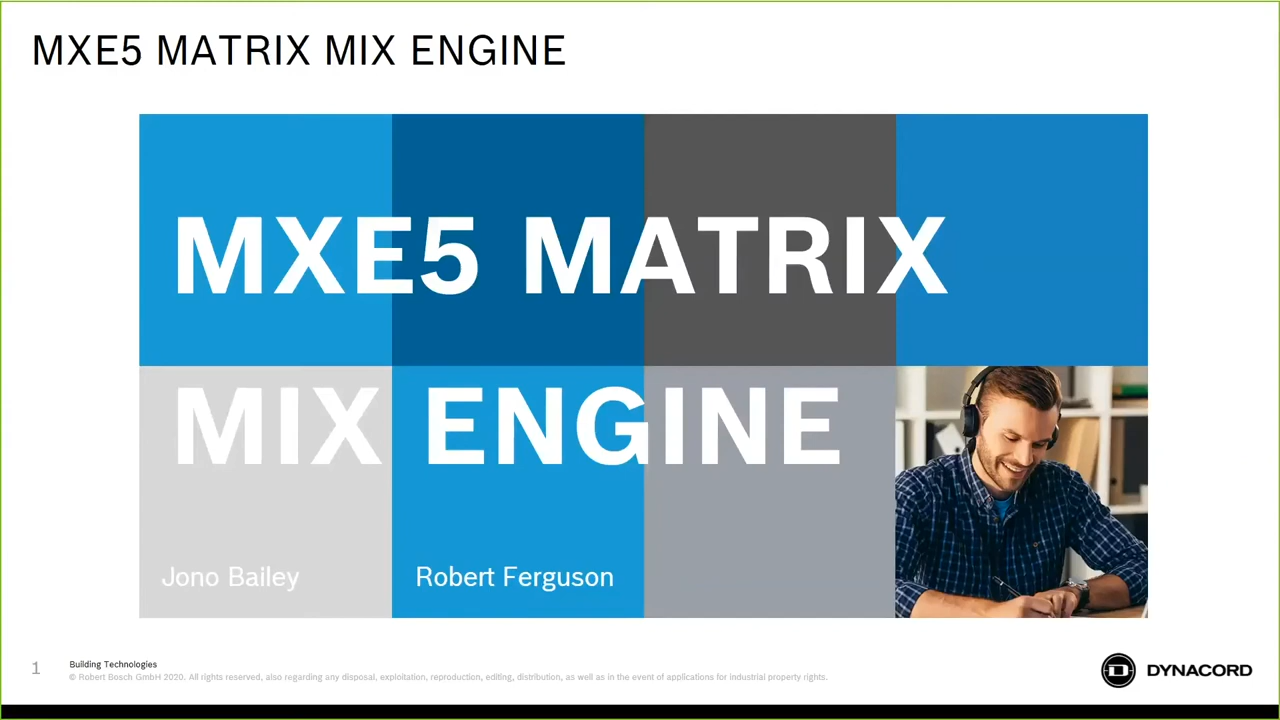 MXE5 MATRIX MIX ENGINE
MXE5 MATRIX
MIX ENGINE
Jono Bailey
Robert Ferguson
1
Building Technologies
© Robert Bosch GmbH 2020. All rights reserved, also regarding any disposal, exploitation, reproduction, editing, distribution, as well as in the event of applications for industrial property rights.
DYNACORD